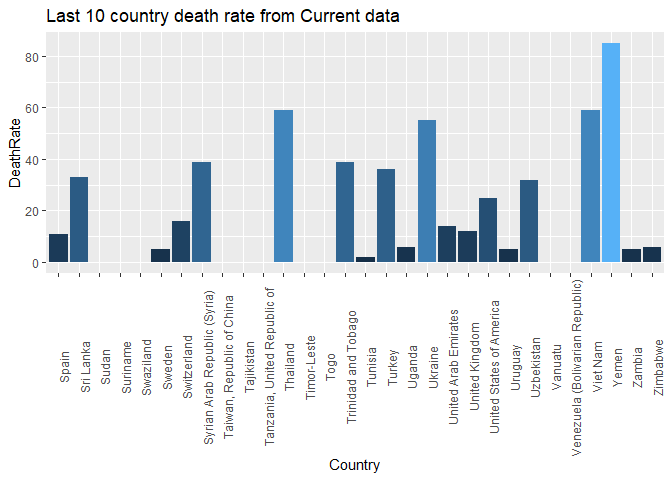 Last 10 country death rate from Current data
DeathRate
80
60
40
20
0
Spain
Sri Lanka
Sudan
Suriname
Swaziland
Sweden
Switzerland
Syrian Arab Republic (Syria)
Taiwan, Republic of China
Tajikistan
Tanzania, United Republic of
Thailand
Timor-Leste
Togo
Trinidad and Tobago
Tunisia
Turkey
Uganda
Ukraine
United Arab Emirates
United Kingdom
United States of America
Uruguay
Uzbekistan
Vanuatu
Venezuela (Bolivarian Republic)
Viet Nam
Yemen
Zambia
Zimbabwe
Country